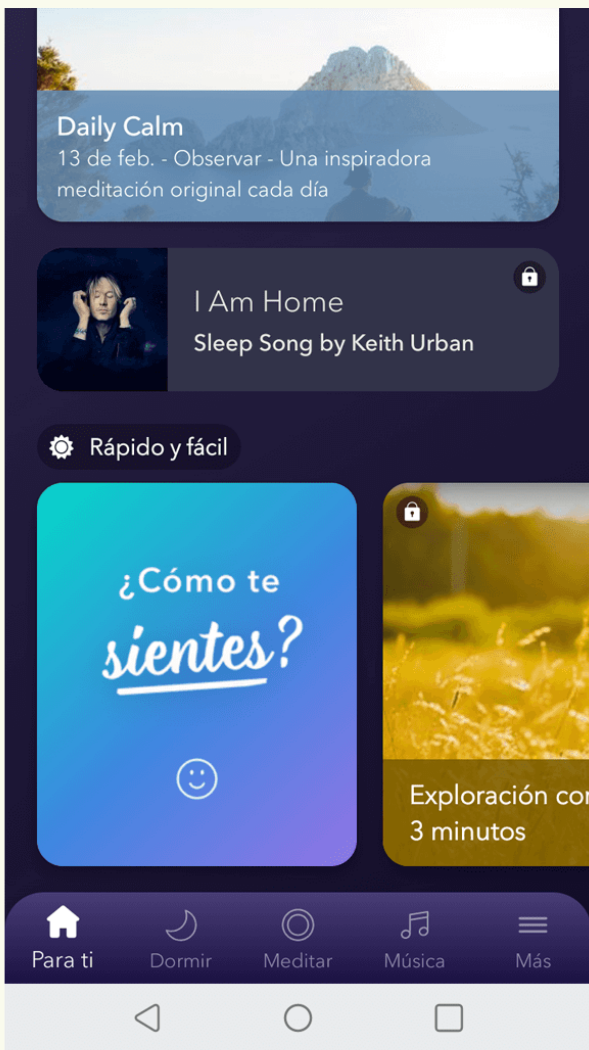 Daily Calm
13 de feb. - Observar - Una inspiradora
meditación original cada día
I Am Home
Sleep Song by Keith Urban
Rápido y fácil
¿Cómo te
sientes?
Exploración cor
3 minutos
Para ti
Dormir
Meditar
Música
Más